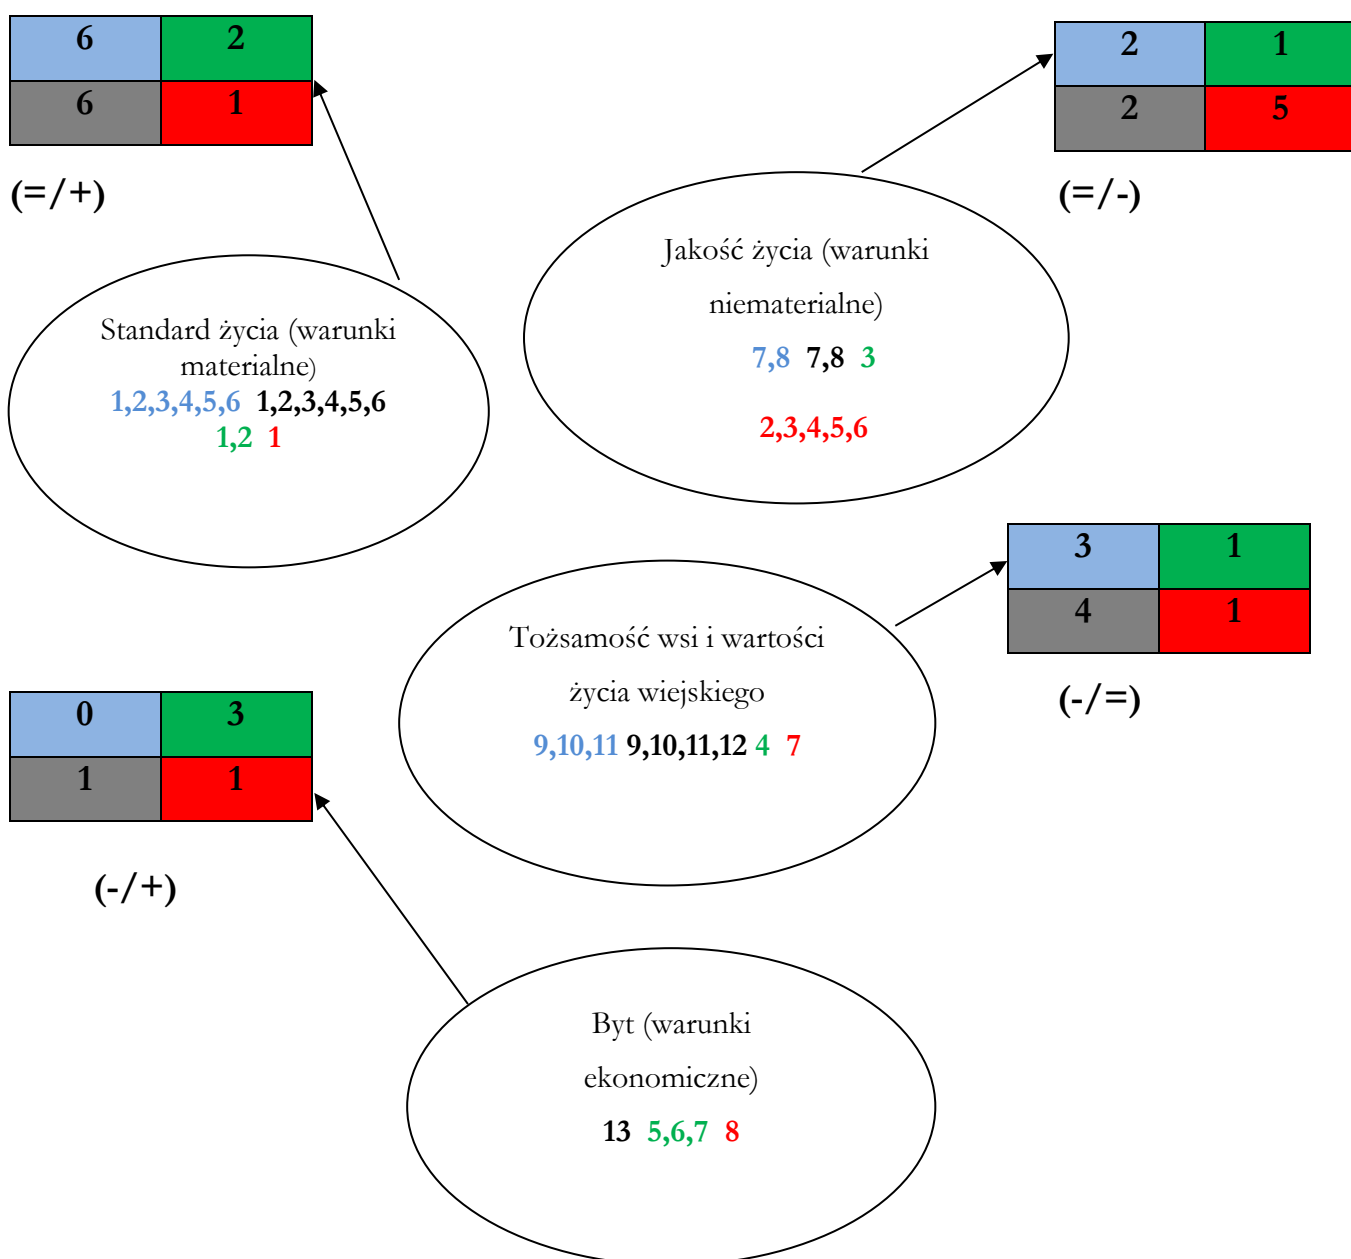 6 2
6 1
(=/+)
2 1
2 5
(=/-)
Standard życia (warunki
materialne)
1,2,3,4,5,6 1,2,3,4,5,6
1,2 1
Jakość życia (warunki
niematerialne)
7,8 7,8 3
2,3,4,5,6
3 1
4 1
(-/=)
Tożsamość wsi i wartości
życia wiejskiego
9,10,11 9,10,11,12 4 7
0 3
1 1
(-/+)
Byt (warunki
ekonomiczne)
13 5,6,7 8